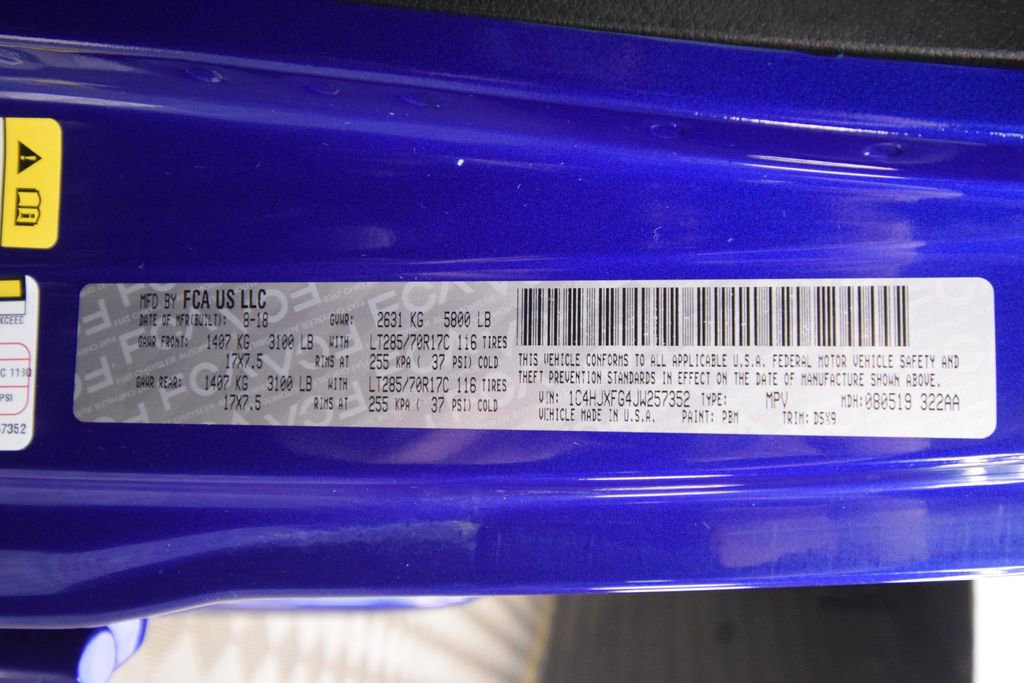 MFD BY FCA US LLC
DATE OF MFR(BUILT): 8-18 GVWR: 2631 KG 5800 LB
GAWR FRONT: 1407 KG 3100 LB WITH LT285/70R17C 116 TIRES
17X7.5 RIMS AT 255 KPA ( 37 PSI) COLD
GAWR REAR: 1407 KG 3100 LB WITH LT285/70R17C 116 TIRES
17X7.5 RIMS AT 255 KPA ( 37 PSI) COLD
THIS VEHICLE CONFORMS TO ALL APPLICABLE U.S.A. FEDERAL MOTOR VEHICLE SAFETY AND
THEFT PREVENTION STANDARDS IN EFFECT ON THE DATE OF MANUFACTURE SHOWN ABOVE.
VIN: 1C4HJXFG4JW257352 TYPE: MPV MDH: 080519 322AA
VEHICLE MADE IN U.S.A. PAINT: PBM TRIM: D5X9
PSI